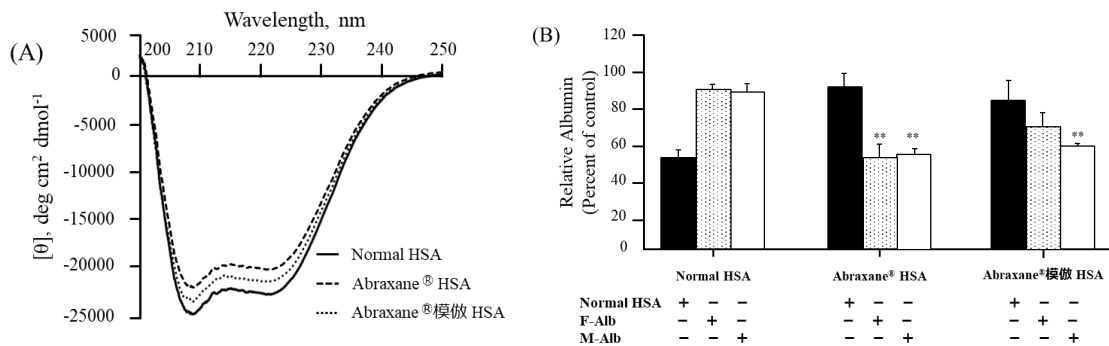 (A)
Wavelength, nm
200 210 220 230 240 250
5000
0
-5000
-10000
-15000
-20000
-25000
[θ], deg cm² dmol⁻¹
Normal HSA
Abraxane® HSA
Abraxane®模倣 HSA
(B)
Relative Albumin
(Percent of control)
120
100
80
60
40
20
0
** **
**
Normal HSA Abraxane® HSA Abraxane®模倣 HSA
Normal HSA + − − + − − + − −
F-Alb − + − − + − − + −
M-Alb − − + − − + − − +